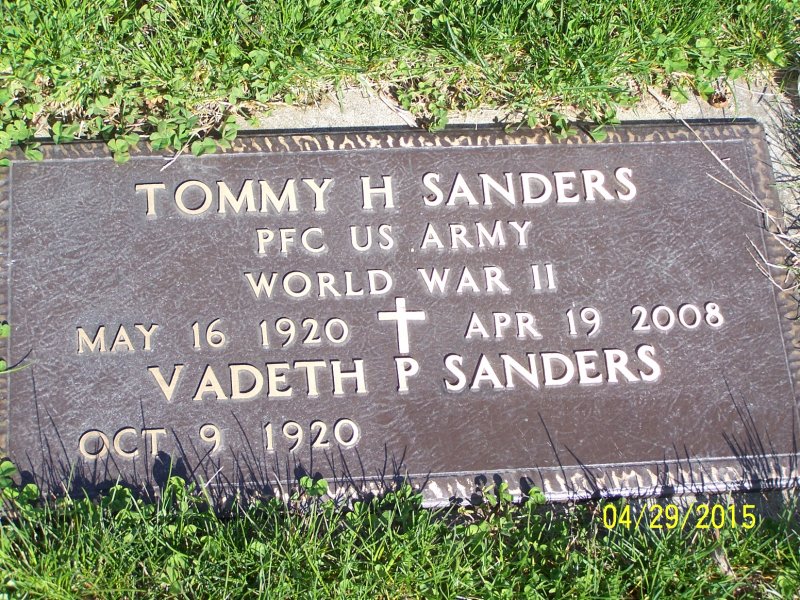 TOMMY H SANDERS
PFC US ARMY
WORLD WAR II
MAY 16 1920 APR 19 2008
VADETH P SANDERS
OCT 9 1920
04/29/2015